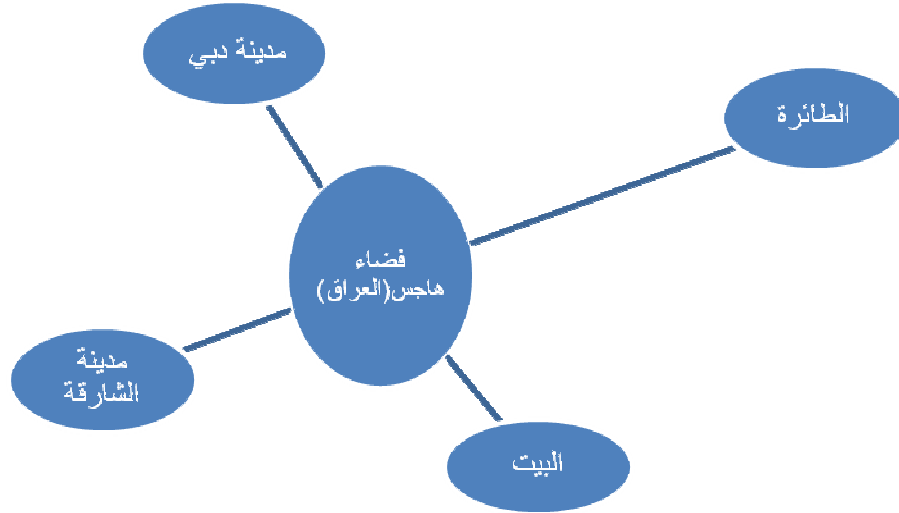 مدينة دبي
الطائرة
فضاء
هاجس(العراق)
مدينة
الشارقة
البيت